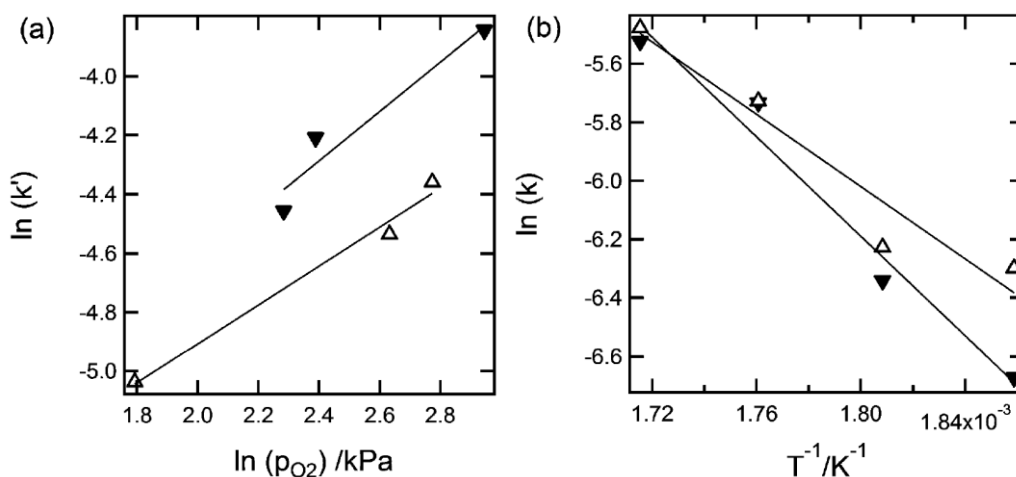 (a)
ln (k')
-4.0
-4.2
-4.4
-4.6
-4.8
-5.0
1.8 2.0 2.2 2.4 2.6 2.8
ln (pO2) /kPa
(b)
ln (k)
-5.6
-5.8
-6.0
-6.2
-6.4
-6.6
1.72 1.76 1.80 1.84x10-3
T-1/K-1